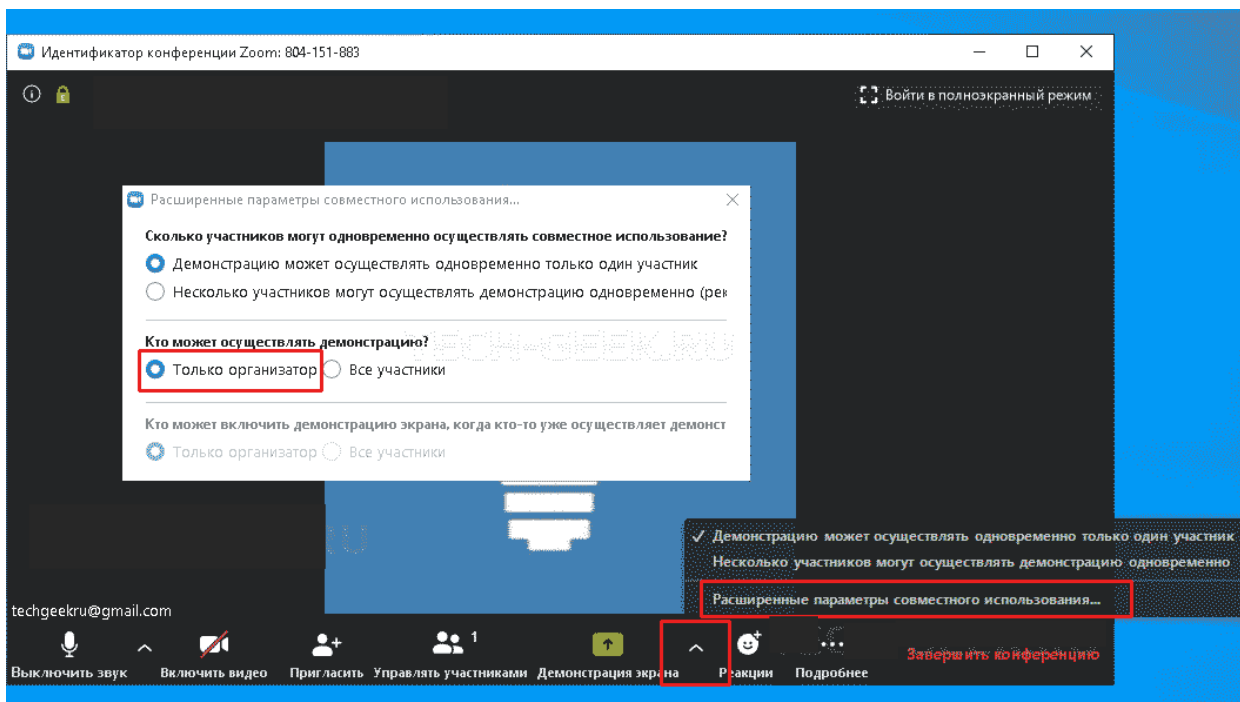 Идентификатор конференции Zoom: 804-151-883
Войти в полноэкранный режим
Расширенные параметры совместного использования...
Сколько участников могут одновременно осуществлять совместное использование?
Демонстрацию может осуществлять одновременно только один участник
Несколько участников могут осуществлять демонстрацию одновременно (рек
TECH-GEEK.RU
Кто может осуществлять демонстрацию?
Только организатор Все участники
Кто может включить демонстрацию экрана, когда кто-то уже осуществляет демонст
Только организатор Все участники
RU
Демонстрацию может осуществлять одновременно только один участник
Несколько участников могут осуществлять демонстрацию одновременно
Расширенные параметры совместного использования...
techgeekru@gmail.com
1
Завершить конференцию
Выключить звук Включить видео Пригласить Управлять участниками Демонстрация экрана Реакции Подробнее